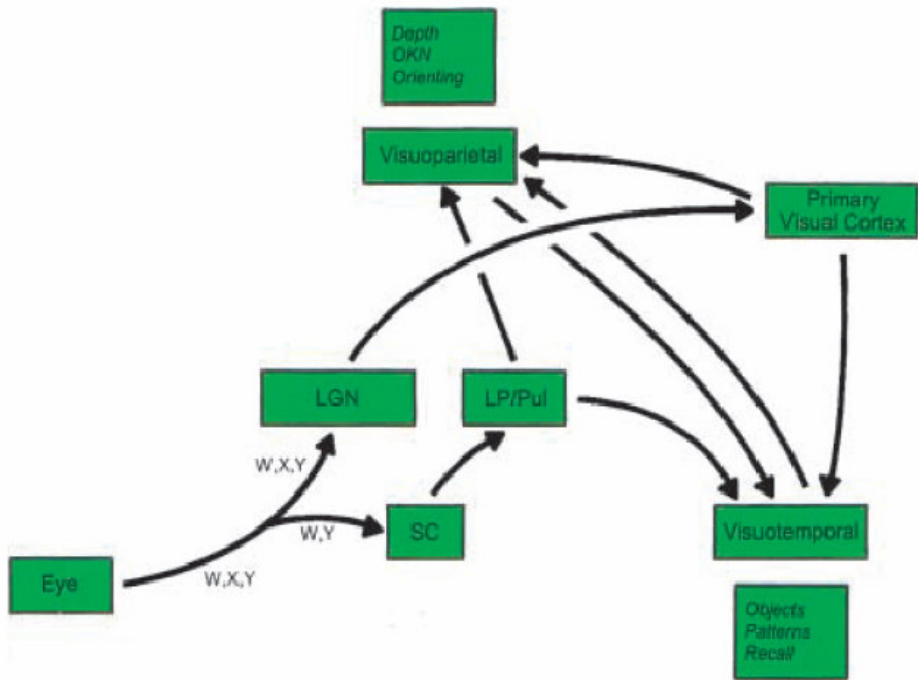 Depth
OKN
Orienting
Visuoparietal
Primary
Visual Cortex
LGN
LP/Pul
W,X,Y
W,Y
SC
Visuotemporal
Eye
W,X,Y
Objects
Patterns
Recall